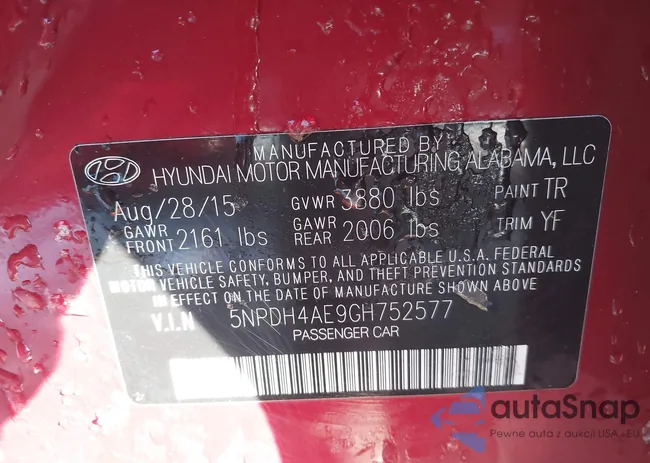 MANUFACTURED BY
HYUNDAI MOTOR MANUFACTURING ALABAMA, LLC
Aug/28/15 GVWR 3880 lbs PAINT TR
GAWR FRONT 2161 lbs GAWR REAR 2006 lbs TRIM YF
THIS VEHICLE CONFORMS TO ALL APPLICABLE U.S.A. FEDERAL
MOTOR VEHICLE SAFETY, BUMPER, AND THEFT PREVENTION STANDARDS
IN EFFECT ON THE DATE OF MANUFACTURE SHOWN ABOVE
V.I.N 5NPDH4AE9GH752577
PASSENGER CAR
autaSnap
Pewne auta z aukcji USA i EU